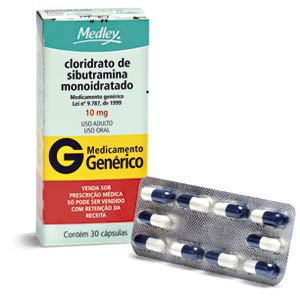 Medley
cloridrato de
sibutramina
monoidratado
Medicamento genérico
Lei nº 9.787, de 1999
10 mg
USO ADULTO
USO ORAL
G Medicamento
Genérico
VENDA SOB
PRESCRIÇÃO MÉDICA
SÓ PODE SER VENDIDO
COM RETENÇÃO DA
RECEITA
Contém 30 cápsulas